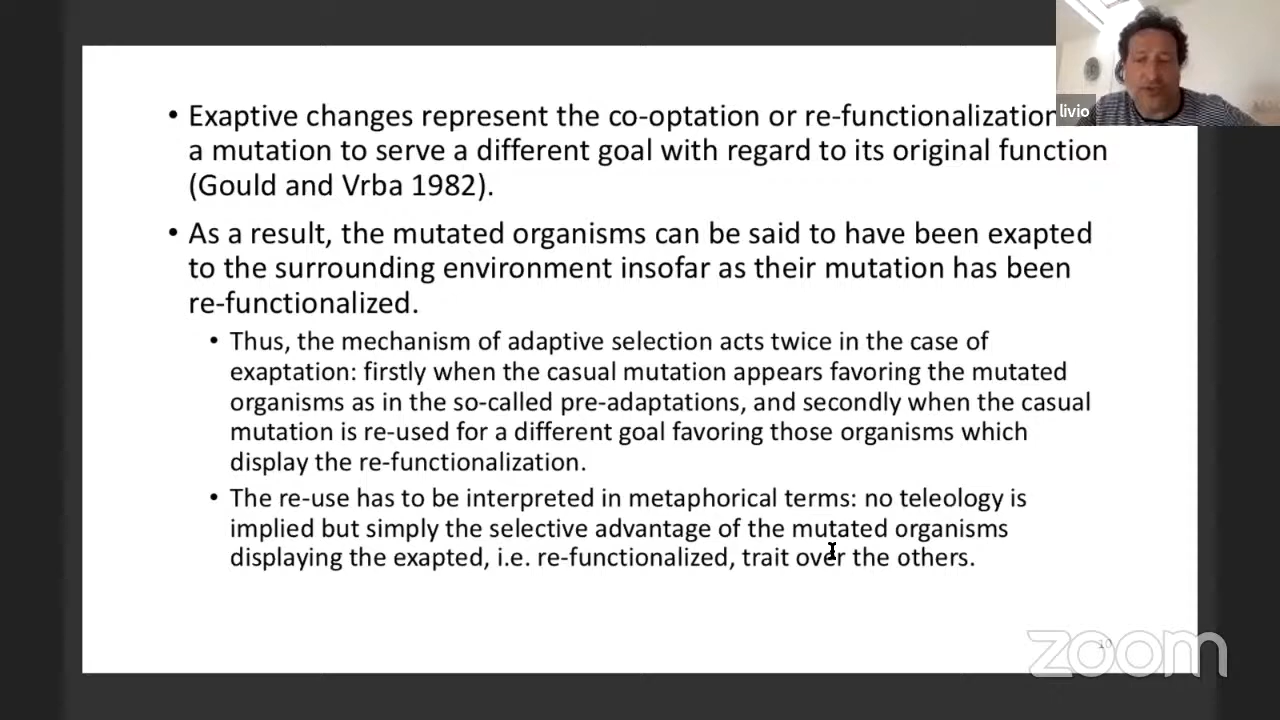 • Exaptive changes represent the co-optation or re-functionalization
a mutation to serve a different goal with regard to its original function
(Gould and Vrba 1982).
• As a result, the mutated organisms can be said to have been exapted
to the surrounding environment insofar as their mutation has been
re-functionalized.
• Thus, the mechanism of adaptive selection acts twice in the case of
exaptation: firstly when the casual mutation appears favoring the mutated
organisms as in the so-called pre-adaptations, and secondly when the casual
mutation is re-used for a different goal favoring those organisms which
display the re-functionalization.
• The re-use has to be interpreted in metaphorical terms: no teleology is
implied but simply the selective advantage of the mutated organisms
displaying the exapted, i.e. re-functionalized, trait over the others.
livio
10
zoom